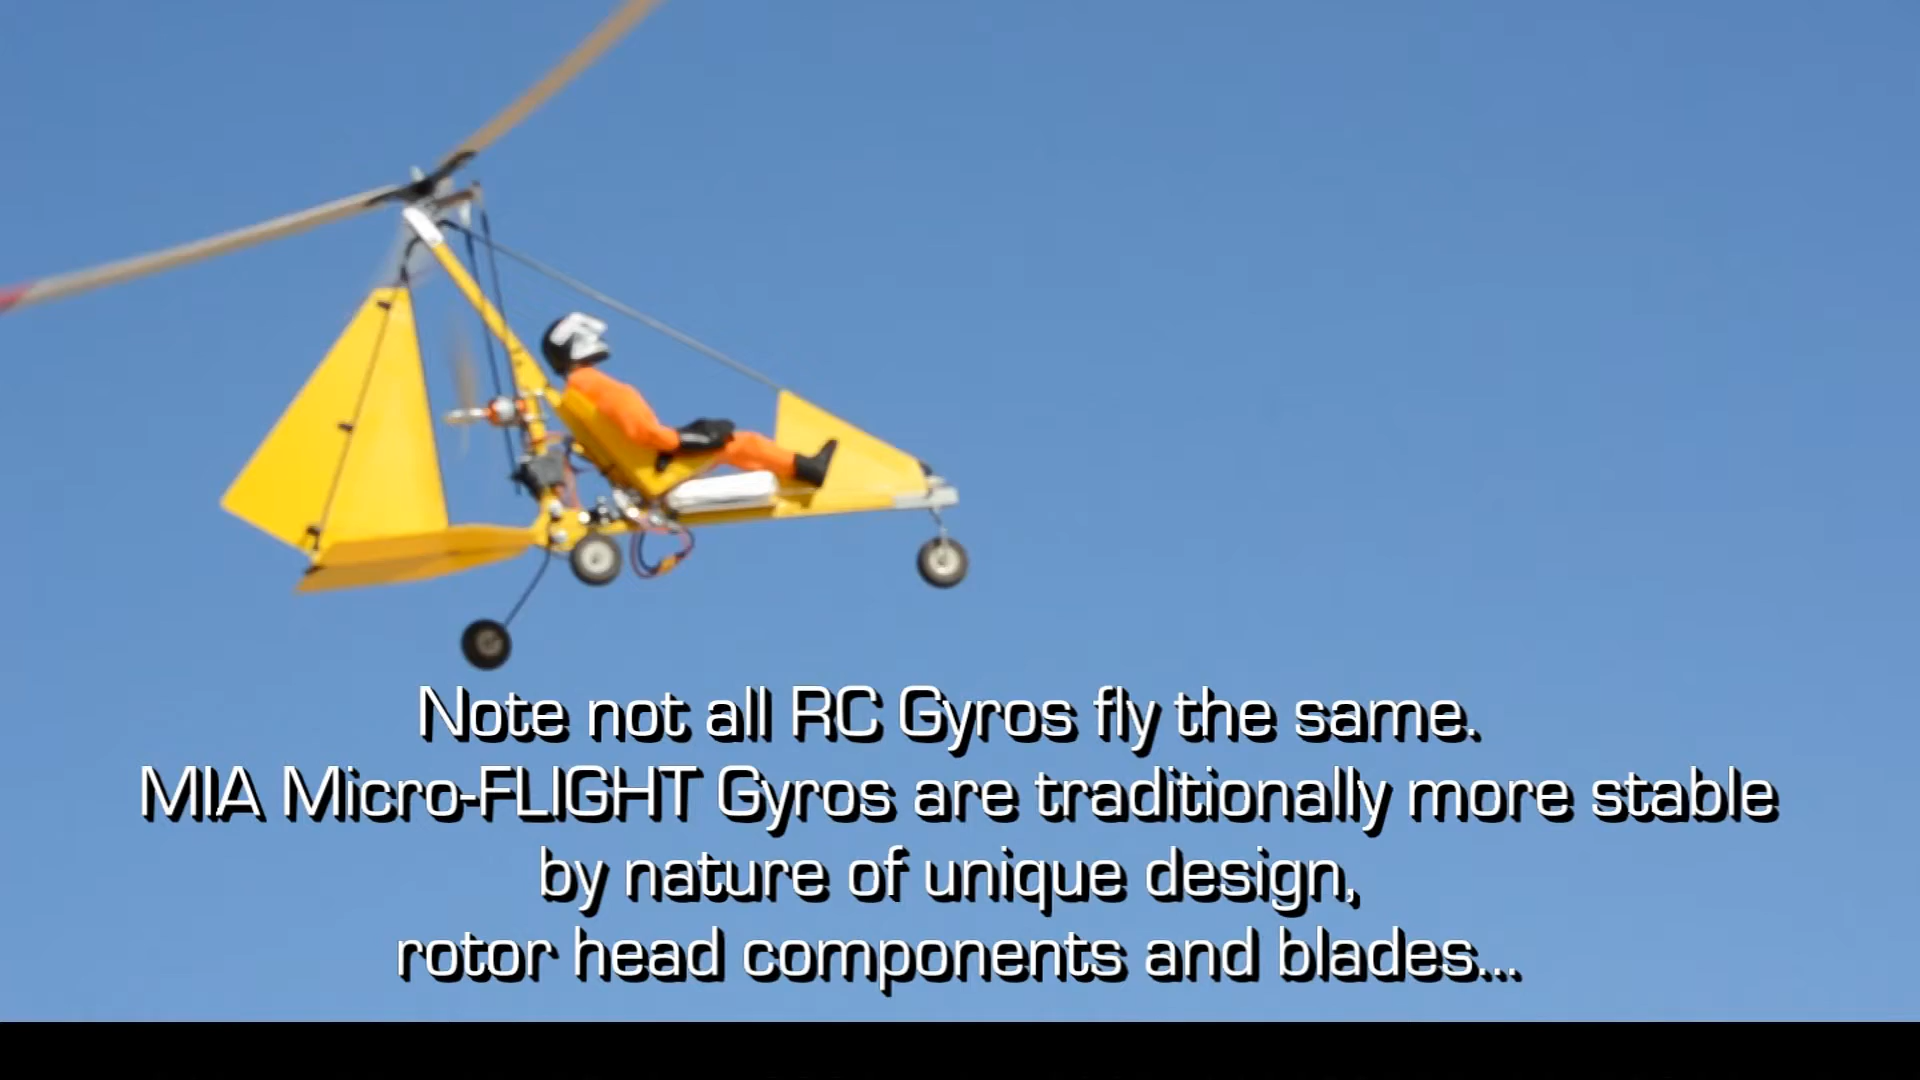 Note not all RC Gyros fly the same.
MIA Micro-FLIGHT Gyros are traditionally more stable
by nature of unique design,
rotor head components and blades...